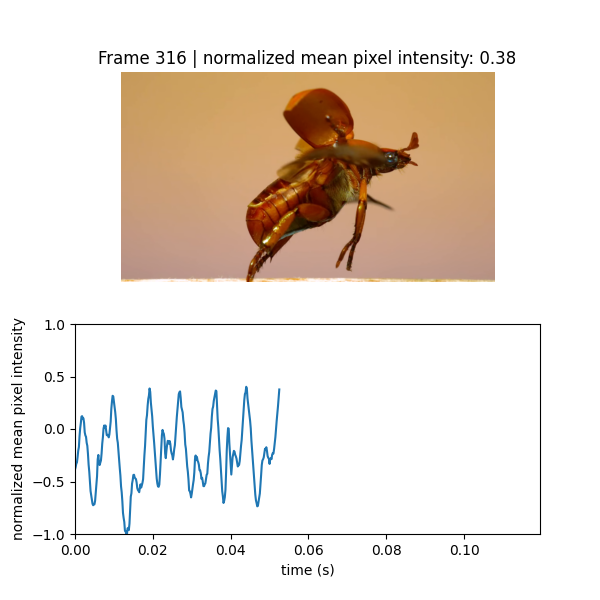 Frame 316 | normalized mean pixel intensity: 0.38
normalized mean pixel intensity
1.0
0.5
0.0
−0.5
−1.0
0.00 0.02 0.04 0.06 0.08 0.10
time (s)